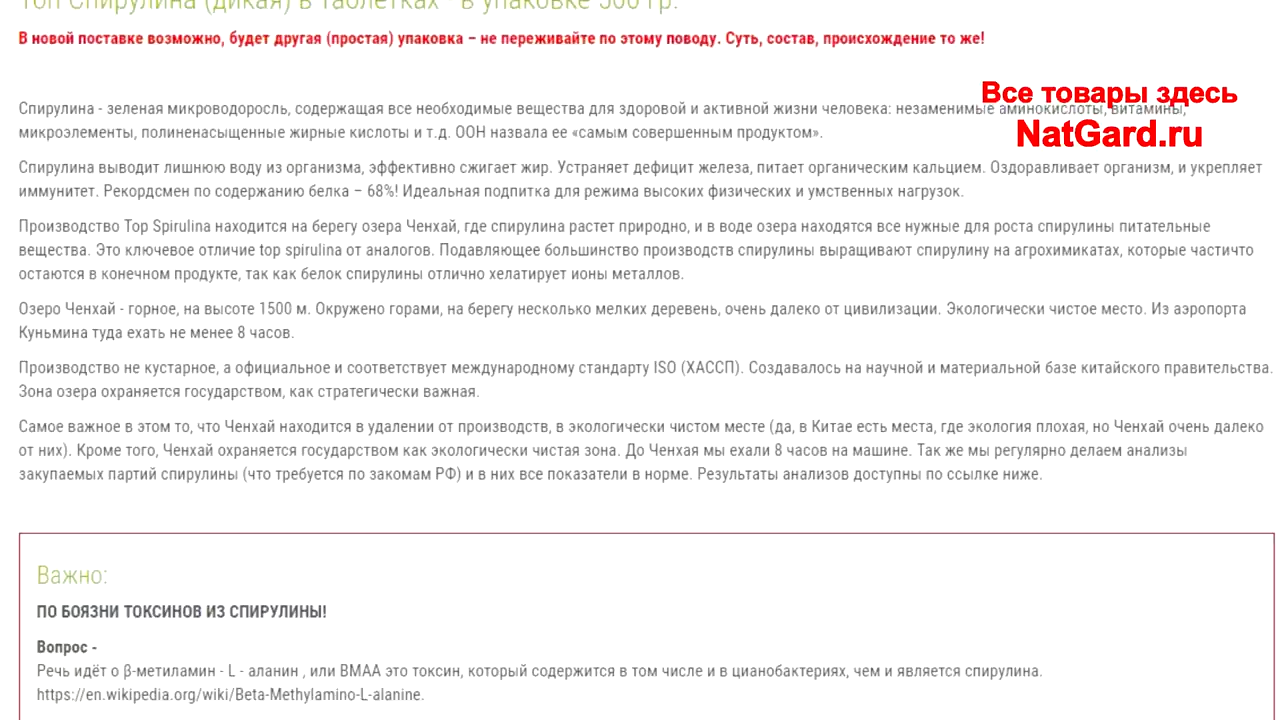 Топ Спирулина (дикая) в таблетках - в упаковке 500 гр.
В новой поставке возможно, будет другая (простая) упаковка – не переживайте по этому поводу. Суть, состав, происхождение то же!
Все товары здесь
NatGard.ru
Спирулина - зеленая микроводоросль, содержащая все необходимые вещества для здоровой и активной жизни человека: незаменимые аминокислоты, витамины,
микроэлементы, полиненасыщенные жирные кислоты и т.д. ООН назвала ее «самым совершенным продуктом».
Спирулина выводит лишнюю воду из организма, эффективно сжигает жир. Устраняет дефицит железа, питает органическим кальцием. Оздоравливает организм, и укрепляет
иммунитет. Рекордсмен по содержанию белка – 68%! Идеальная подпитка для режима высоких физических и умственных нагрузок.
Производство Top Spirulina находится на берегу озера Ченхай, где спирулина растет природно, и в воде озера находятся все нужные для роста спирулины питательные
вещества. Это ключевое отличие top spirulina от аналогов. Подавляющее большинство производств спирулины выращивают спирулину на агрохимикатах, которые частично
остаются в конечном продукте, так как белок спирулины отлично хелатирует ионы металлов.
Озеро Ченхай - горное, на высоте 1500 м. Окружено горами, на берегу несколько мелких деревень, очень далеко от цивилизации. Экологически чистое место. Из аэропорта
Куньмина туда ехать не менее 8 часов.
Производство не кустарное, а официальное и соответствует международному стандарту ISO (ХАССП). Создавалось на научной и материальной базе китайского правительства.
Зона озера охраняется государством, как стратегически важная.
Самое важное в этом то, что Ченхай находится в удалении от производств, в экологически чистом месте (да, в Китае есть места, где экология плохая, но Ченхай очень далеко
от них). Кроме того, Ченхай охраняется государством как экологически чистая зона. До Ченхая мы ехали 8 часов на машине. Так же мы регулярно делаем анализы
закупаемых партий спирулины (что требуется по закомам РФ) и в них все показатели в норме. Результаты анализов доступны по ссылке ниже.
Важно:
ПО БОЯЗНИ ТОКСИНОВ ИЗ СПИРУЛИНЫ!
Вопрос -
Речь идёт о β-метиламин - L - аланин , или BMAA это токсин, который содержится в том числе и в цианобактериях, чем и является спирулина.
https://en.wikipedia.org/wiki/Beta-Methylamino-L-alanine.